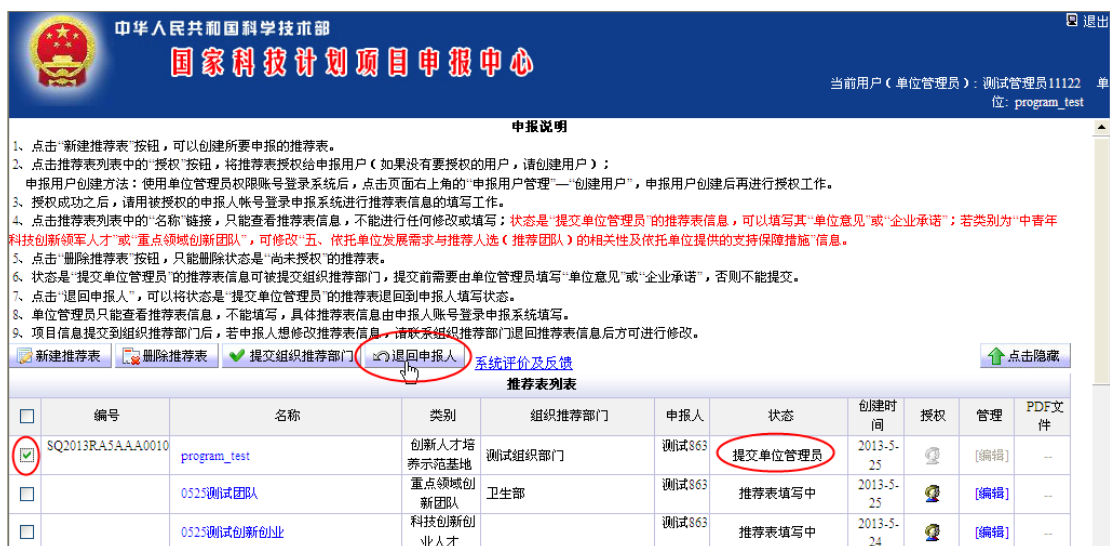 中华人民共和国科学技术部
退出
国家科技计划项目申报中心
当前用户（单位管理员）：测试管理员11122 单
位: program_test
申报说明
1、点击“新建推荐表”按钮，可以创建所要申报的推荐表。
2、点击推荐表列表中的“授权”按钮，将推荐表授权给申报用户（如果没有要授权的用户，请创建用户）；
申报用户创建方法：使用单位管理员权限账号登录系统后，点击页面右上角的“申报用户管理”—“创建用户”，申报用户创建后再进行授权工作。
3、授权成功之后，请用被授权的申报人帐号登录申报系统进行推荐表信息的填写工作。
4、点击推荐表列表中的“名称”链接，只能查看推荐表信息，不能进行任何修改或填写；状态是“提交单位管理员”的推荐表信息，可以填写其“单位意见”或“企业承诺”；若类别为“中青年
科技创新领军人才”或“重点领域创新团队”，可修改“五、依托单位发展需求与推荐人选（推荐团队）的相关性及依托单位提供的支持保障措施”信息。
5、点击“删除推荐表”按钮，只能删除状态是“尚未授权”的推荐表。
6、状态是“提交单位管理员”的推荐表信息可被提交组织推荐部门，提交前需要由单位管理员填写“单位意见”或“企业承诺”，否则不能提交。
7、点击“退回申报人”，可以将状态是“提交单位管理员”的推荐表退回到申报人填写状态。
8、单位管理员只能查看推荐表信息，不能填写，具体推荐表信息由申报人账号登录申报系统填写。
9、项目信息提交到组织推荐部门后，若申报人想修改推荐表信息，请联系组织推荐部门退回推荐表信息后方可进行修改。
新建推荐表 删除推荐表 提交组织推荐部门 退回申报人 系统评价及反馈 点击隐藏
推荐表列表
编号 名称 类别 组织推荐部门 申报人 状态 创建时间 授权 管理 PDF文件
SQ2013RA5AAA0010 program_test 创新人才培养示范基地 测试组织部门 测试863 提交单位管理员 2013-5-25 [编辑] --
0525测试团队 重点领域创新团队 卫生部 测试863 推荐表填写中 2013-5-25 [编辑] --
0525测试创新创业 科技创新创业人才 测试863 推荐表填写中 2013-5-24 [编辑] --